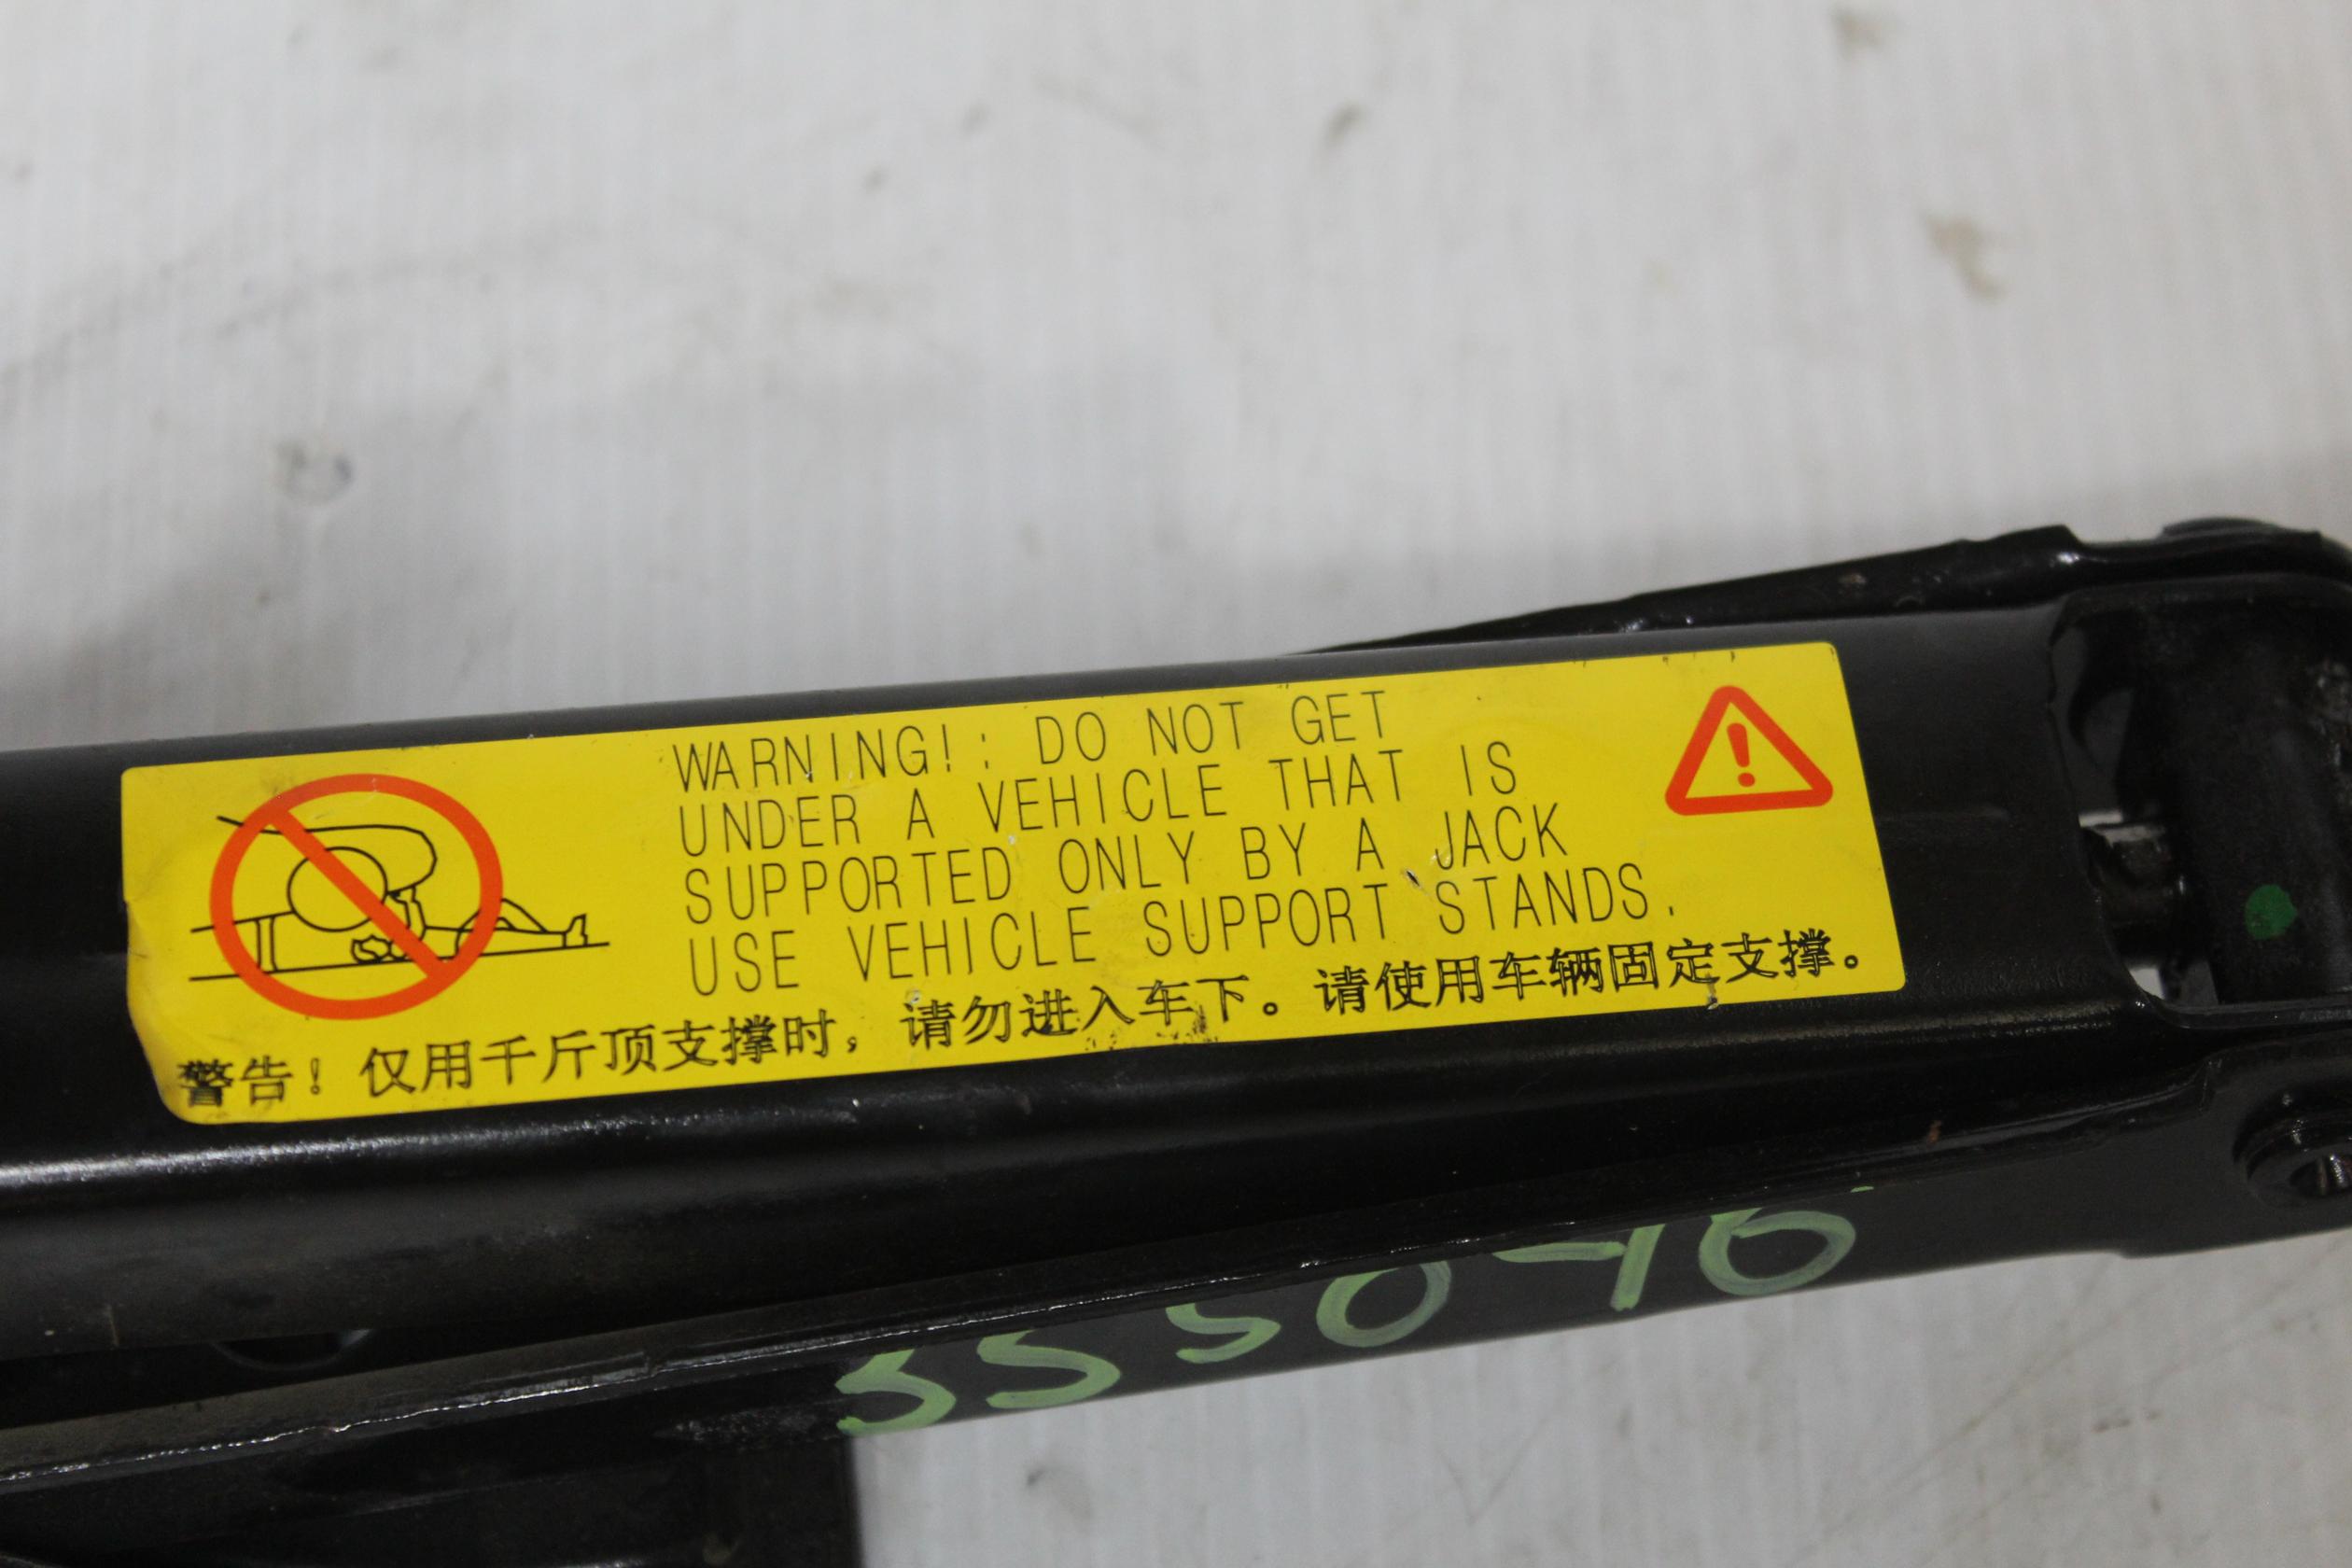 WARNING!: DO NOT GET
UNDER A VEHICLE THAT IS
SUPPORTED ONLY BY A JACK
USE VEHICLE SUPPORT STANDS.
警告！仅用千斤顶支撑时，请勿进入车下。请使用车辆固定支撑。